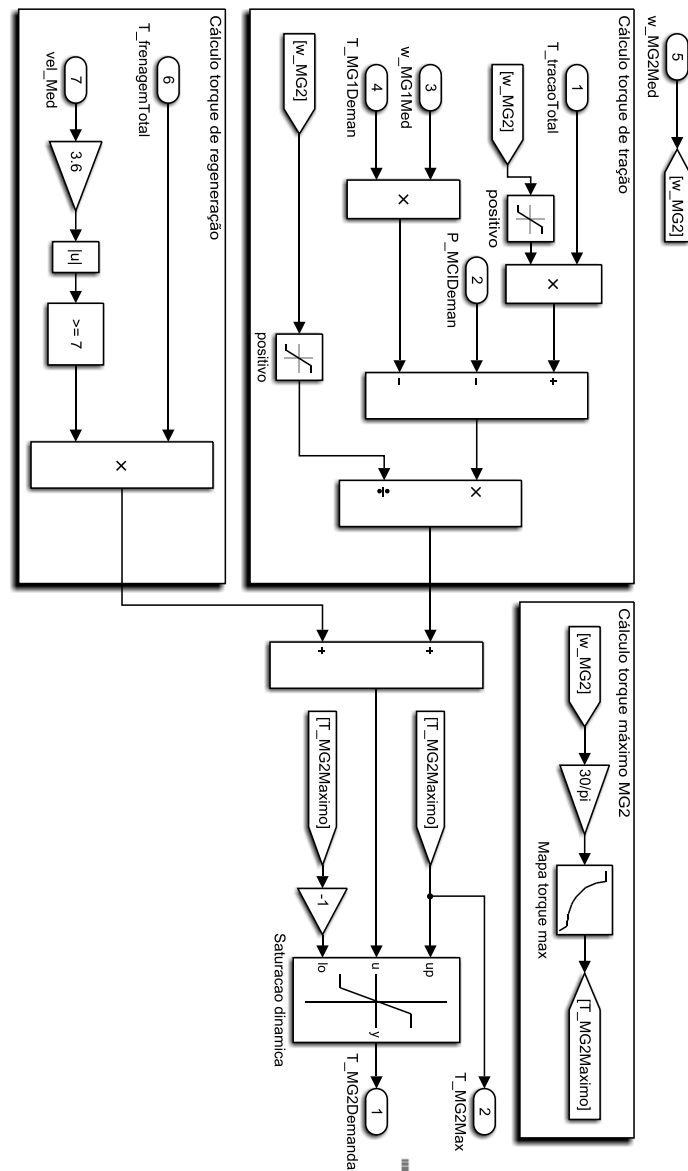 5
w_MG2Med
[w_MG2]
Cálculo torque de tração
1
T_tracaoTotal
[w_MG2]
positivo
×
2
P_MCIDeman
3
w_MG1Med
4
T_MG1Deman
×
[w_MG2]
positivo
+
-
-
×
÷
Cálculo torque de regeneração
6
T_frenagemTotal
7
vel_Med
3.6
|u|
>= 7
×
Cálculo torque máximo MG2
[w_MG2]
30/pi
Mapa torque max
[T_MG2Maximo]
+
+
[T_MG2Maximo]
[T_MG2Maximo]
-1
up
u
lo
y
Saturacao dinamica
2
T_MG2Max
1
T_MG2Demanda